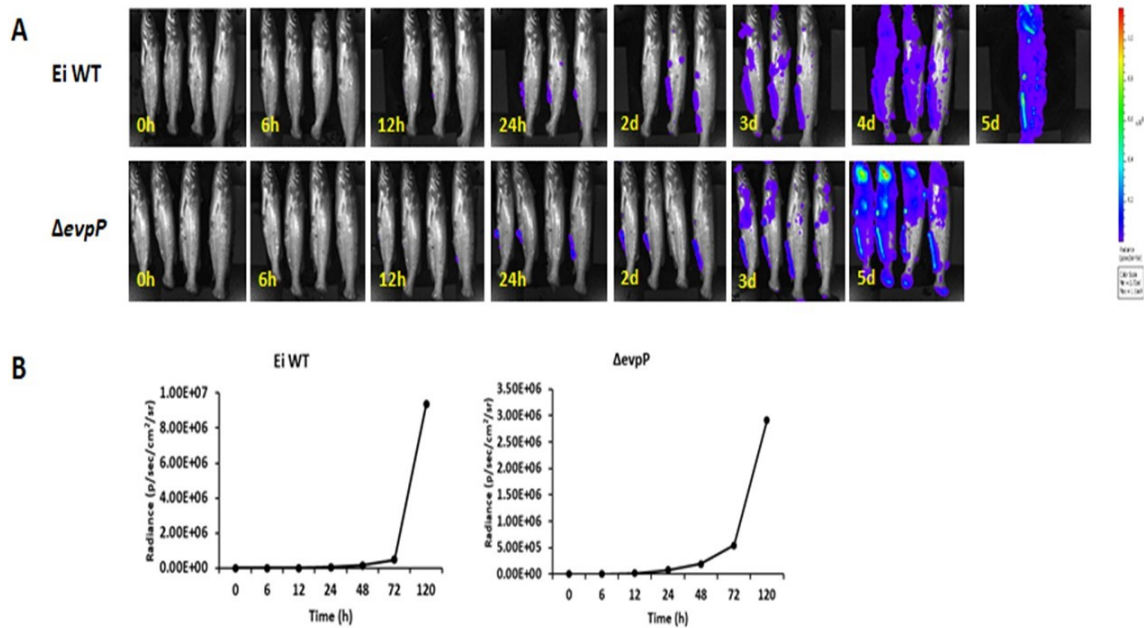 A
Ei WT
0h
6h
12h
24h
2d
3d
4d
5d
ΔevpP
0h
6h
12h
24h
2d
3d
5d
Radiance
B
Ei WT
Radiance (p/sec/cm²/sr)
1.00E+07
8.00E+06
6.00E+06
4.00E+06
2.00E+06
0.00E+00
0 6 12 24 48 72 120
Time (h)
ΔevpP
Radiance (p/sec/cm²/sr)
3.50E+06
3.00E+06
2.50E+06
2.00E+06
1.50E+06
1.00E+06
5.00E+05
0.00E+00
0 6 12 24 48 72 120
Time (h)